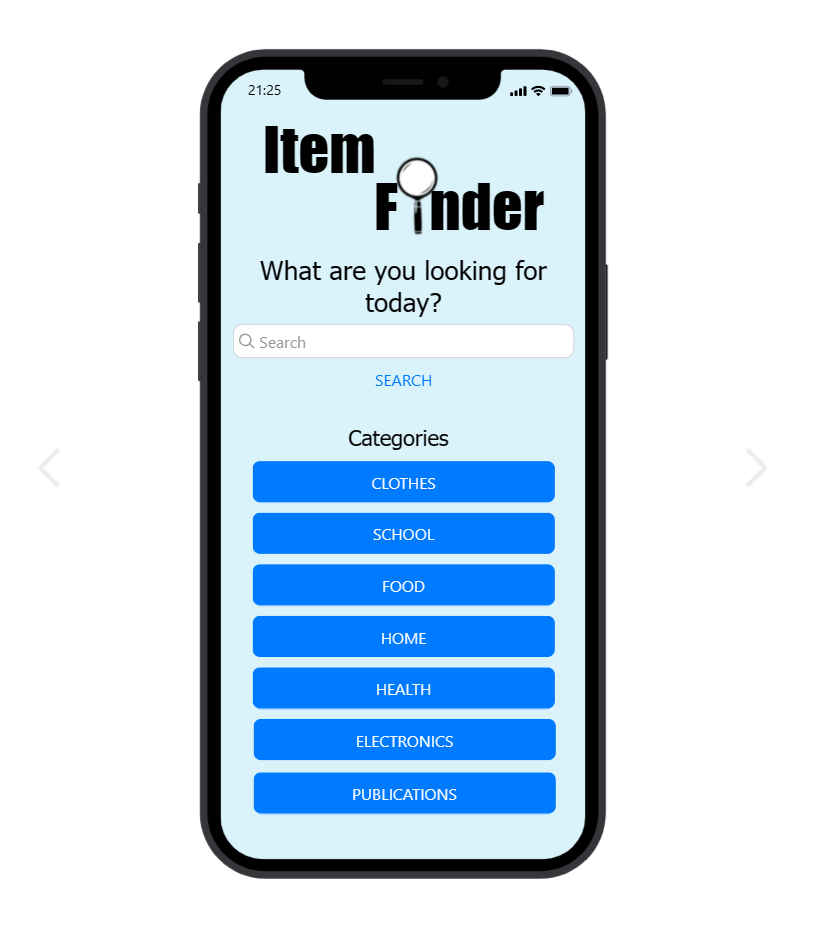 21:25
Item
Finder
What are you looking for
today?
Search
SEARCH
Categories
CLOTHES
SCHOOL
FOOD
HOME
HEALTH
ELECTRONICS
PUBLICATIONS